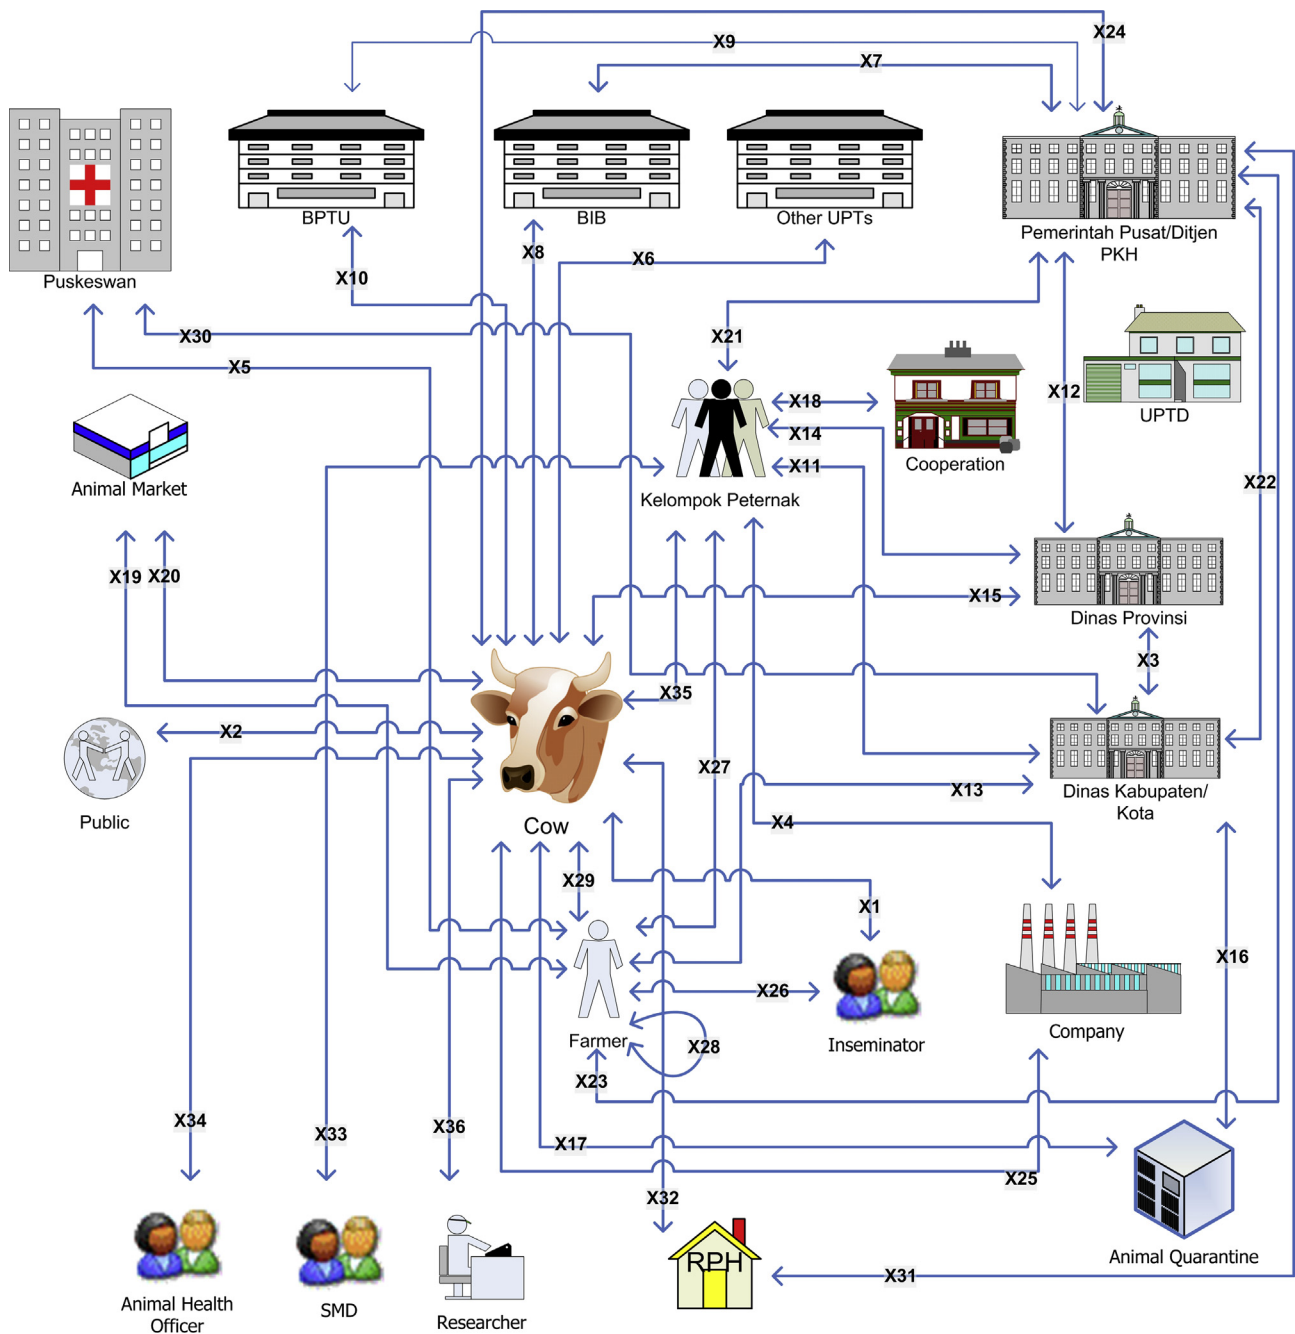 X24
X9
X7
BPTU
BIB
Other UPTs
Pemerintah Pusat/Ditjen
PKH
X8
X6
X10
Puskeswan
X30
X21
X5
X12
X18
UPTD
X14
Cooperation
X11
Animal Market
Kelompok Peternak
X22
X19
X20
X15
Dinas Provinsi
X3
X35
X2
X27
X13
Dinas Kabupaten/
Kota
Public
Cow
X4
X29
X1
X16
X26
Farmer
X28
Inseminator
Company
X23
X34
X33
X36
X17
X25
X32
RPH
Animal Quarantine
X31
Animal Health
Officer
SMD
Researcher